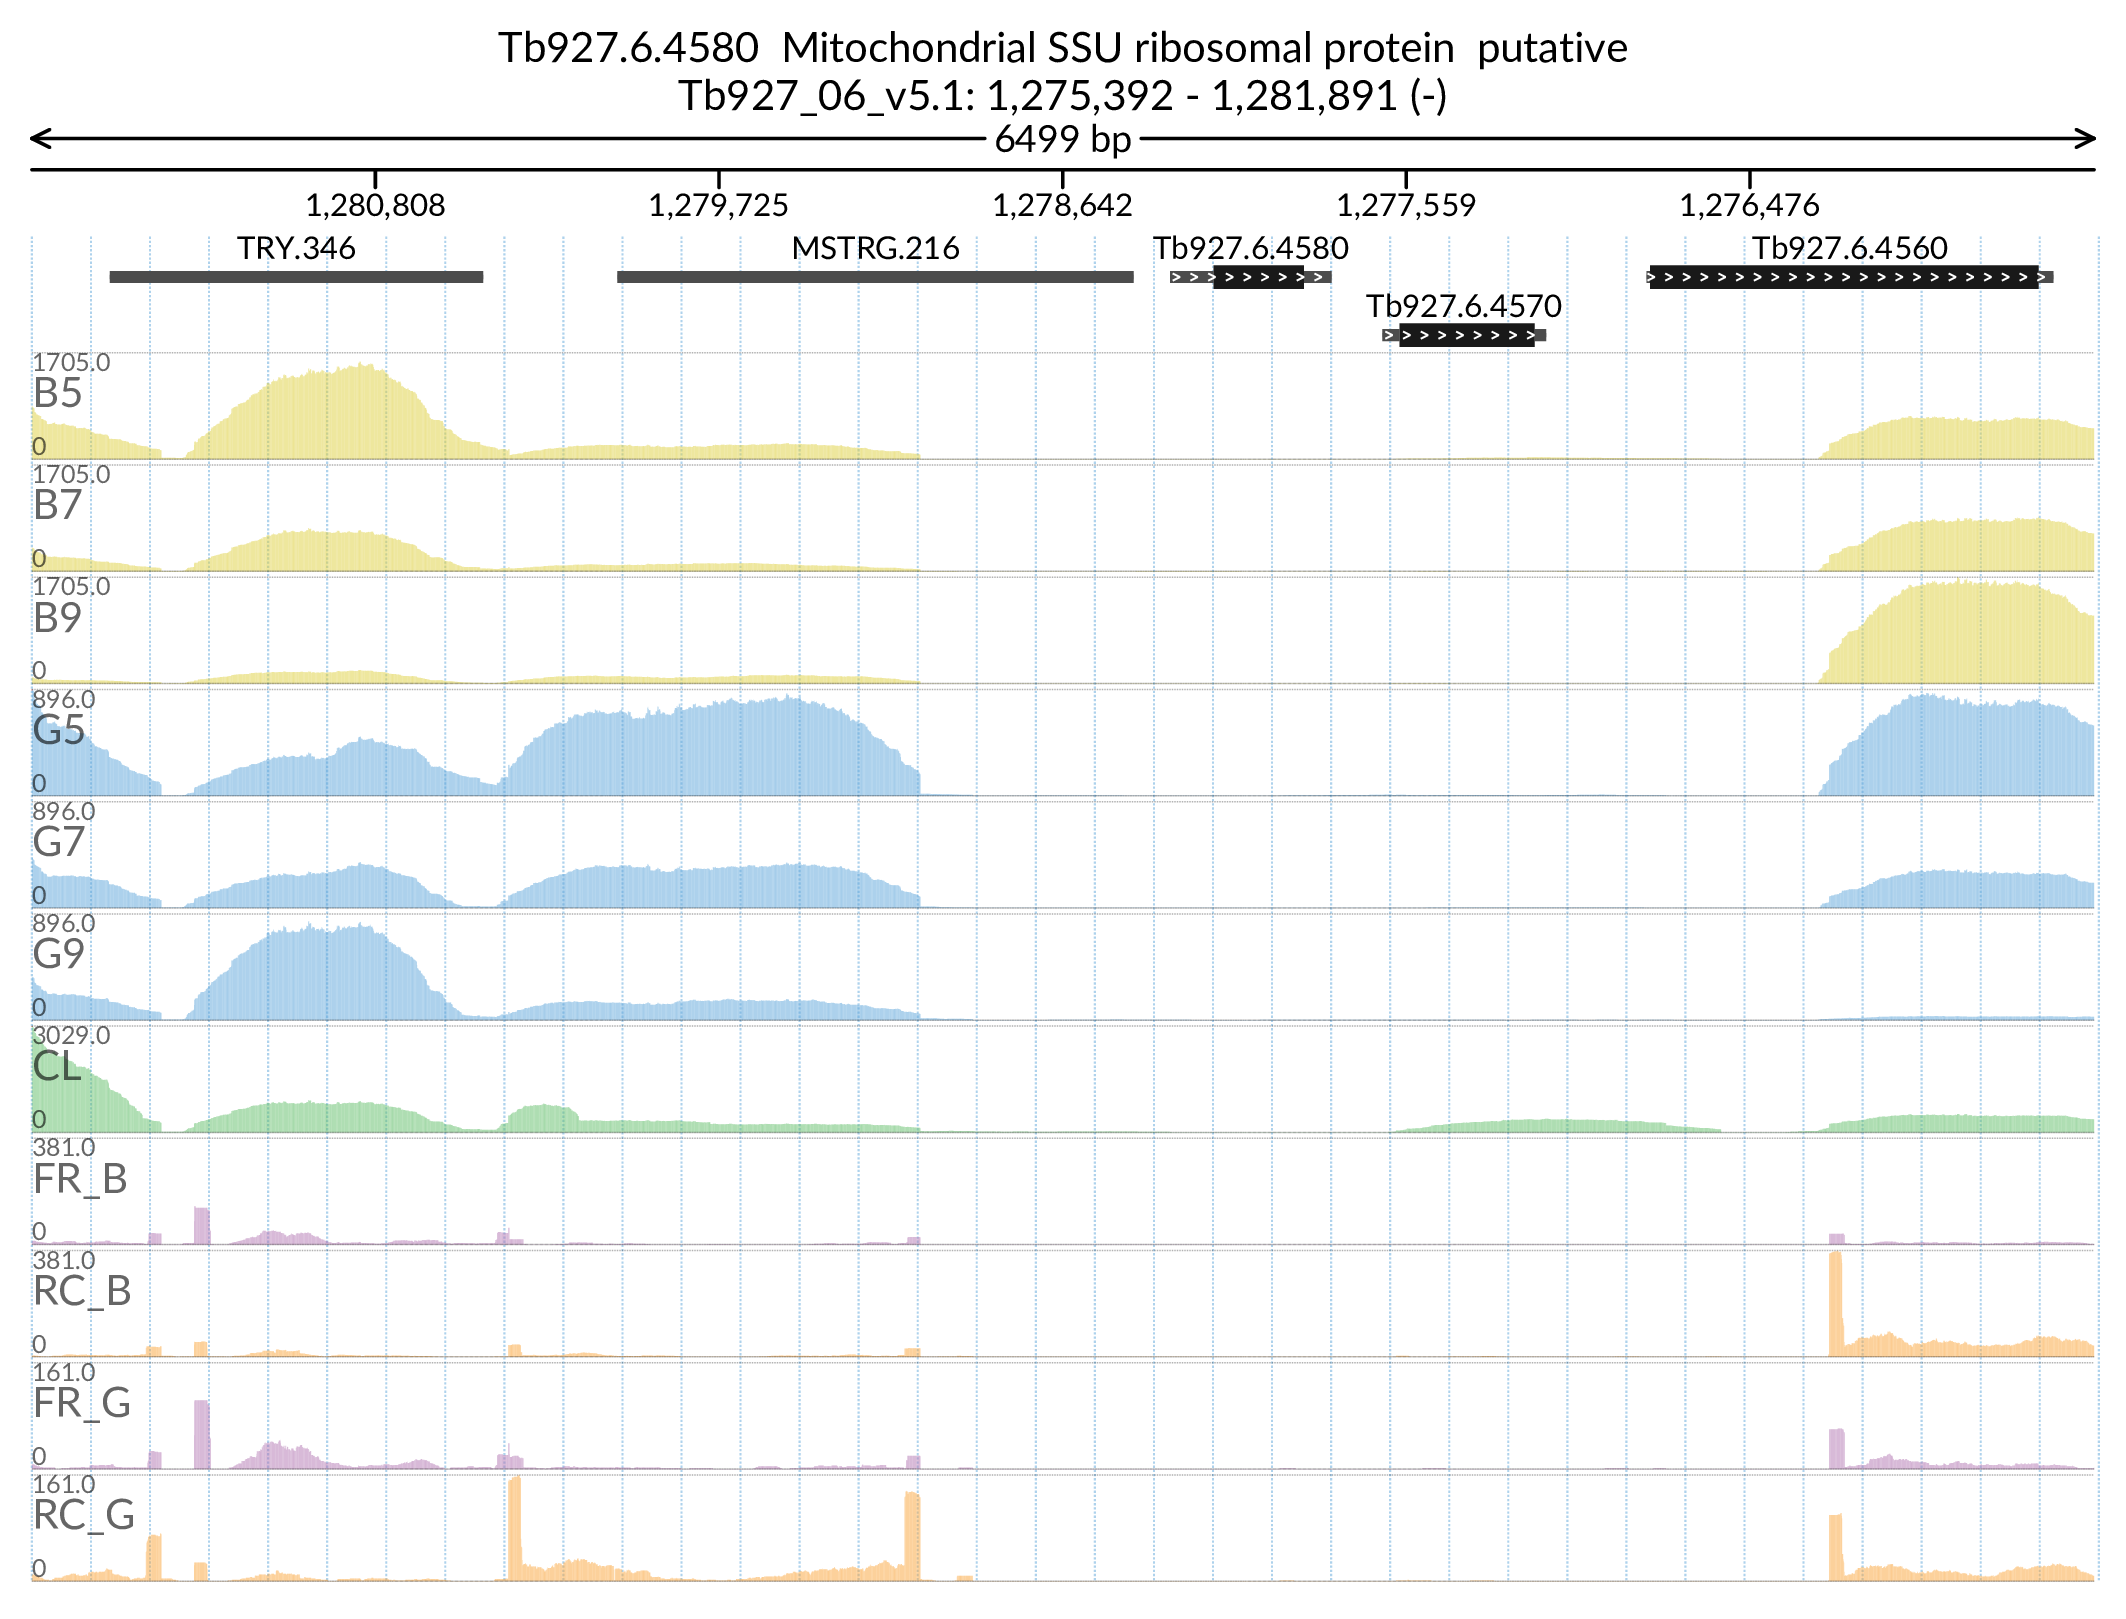 Tb927.6.4580  Mitochondrial SSU ribosomal protein  putative
Tb927_06_v5.1: 1,275,392 - 1,281,891 (-)
6499 bp
1,280,808 1,279,725 1,278,642 1,277,559 1,276,476
TRY.346 MSTRG.216 Tb927.6.4580 Tb927.6.4560
Tb927.6.4570
1705.0
B5
0
1705.0
B7
0
1705.0
B9
0
896.0
G5
0
896.0
G7
0
896.0
G9
0
3029.0
CL
0
381.0
FR_B
0
381.0
RC_B
0
161.0
FR_G
0
161.0
RC_G
0